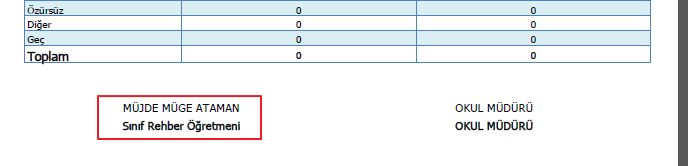 Özürsüz 0 0
Diğer 0 0
Geç 0 0
Toplam 0 0
MÜJDE MÜGE ATAMAN OKUL MÜDÜRÜ
Sınıf Rehber Öğretmeni OKUL MÜDÜRÜ